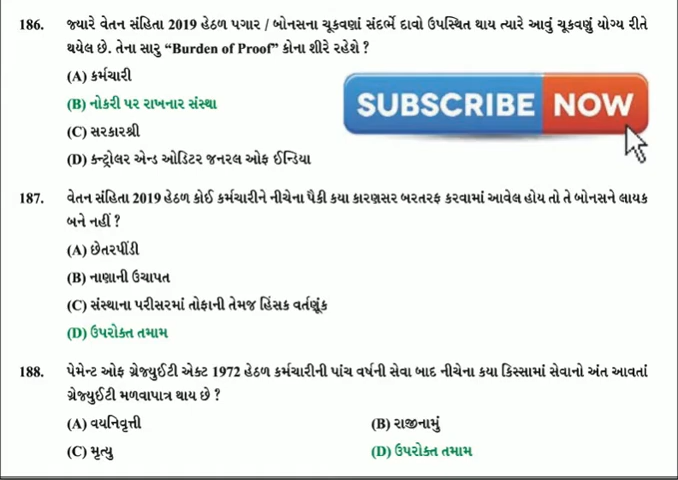 186. જ્યારે વેતન સંહિતા 2019 હેઠળ પગાર / બોનસના ચૂકવણાં સંદર્ભે દાવો ઉપસ્થિત થાય ત્યારે આવું ચૂકવણું યોગ્ય રીતે
થયેલ છે. તેના સારુ “Burden of Proof” કોના શીરે રહેશે ?
(A) કર્મચારી
(B) નોકરી પર રાખનાર સંસ્થા
(C) સરકારશ્રી
(D) કન્ટ્રોલર એન્ડ ઓડિટર જનરલ ઓફ ઈન્ડિયા
SUBSCRIBE NOW
187. વેતન સંહિતા 2019 હેઠળ કોઈ કર્મચારીને નીચેના પૈકી કયા કારણસર બરતરફ કરવામાં આવેલ હોય તો તે બોનસને લાયક
બને નહીં ?
(A) છેતરપીંડી
(B) નાણાની ઉચાપત
(C) સંસ્થાના પરીસરમાં તોફાની તેમજ હિંસક વર્તણૂંક
(D) ઉપરોક્ત તમામ
188. પેમેન્ટ ઓફ ગ્રેજ્યુઈટી એક્ટ 1972 હેઠળ કર્મચારીની પાંચ વર્ષની સેવા બાદ નીચેના કયા કિસ્સામાં સેવાનો અંત આવતાં
ગ્રેજ્યુઈટી મળવાપાત્ર થાય છે ?
(A) વયનિવૃત્તી (B) રાજીનામું
(C) મૃત્યુ (D) ઉપરોક્ત તમામ